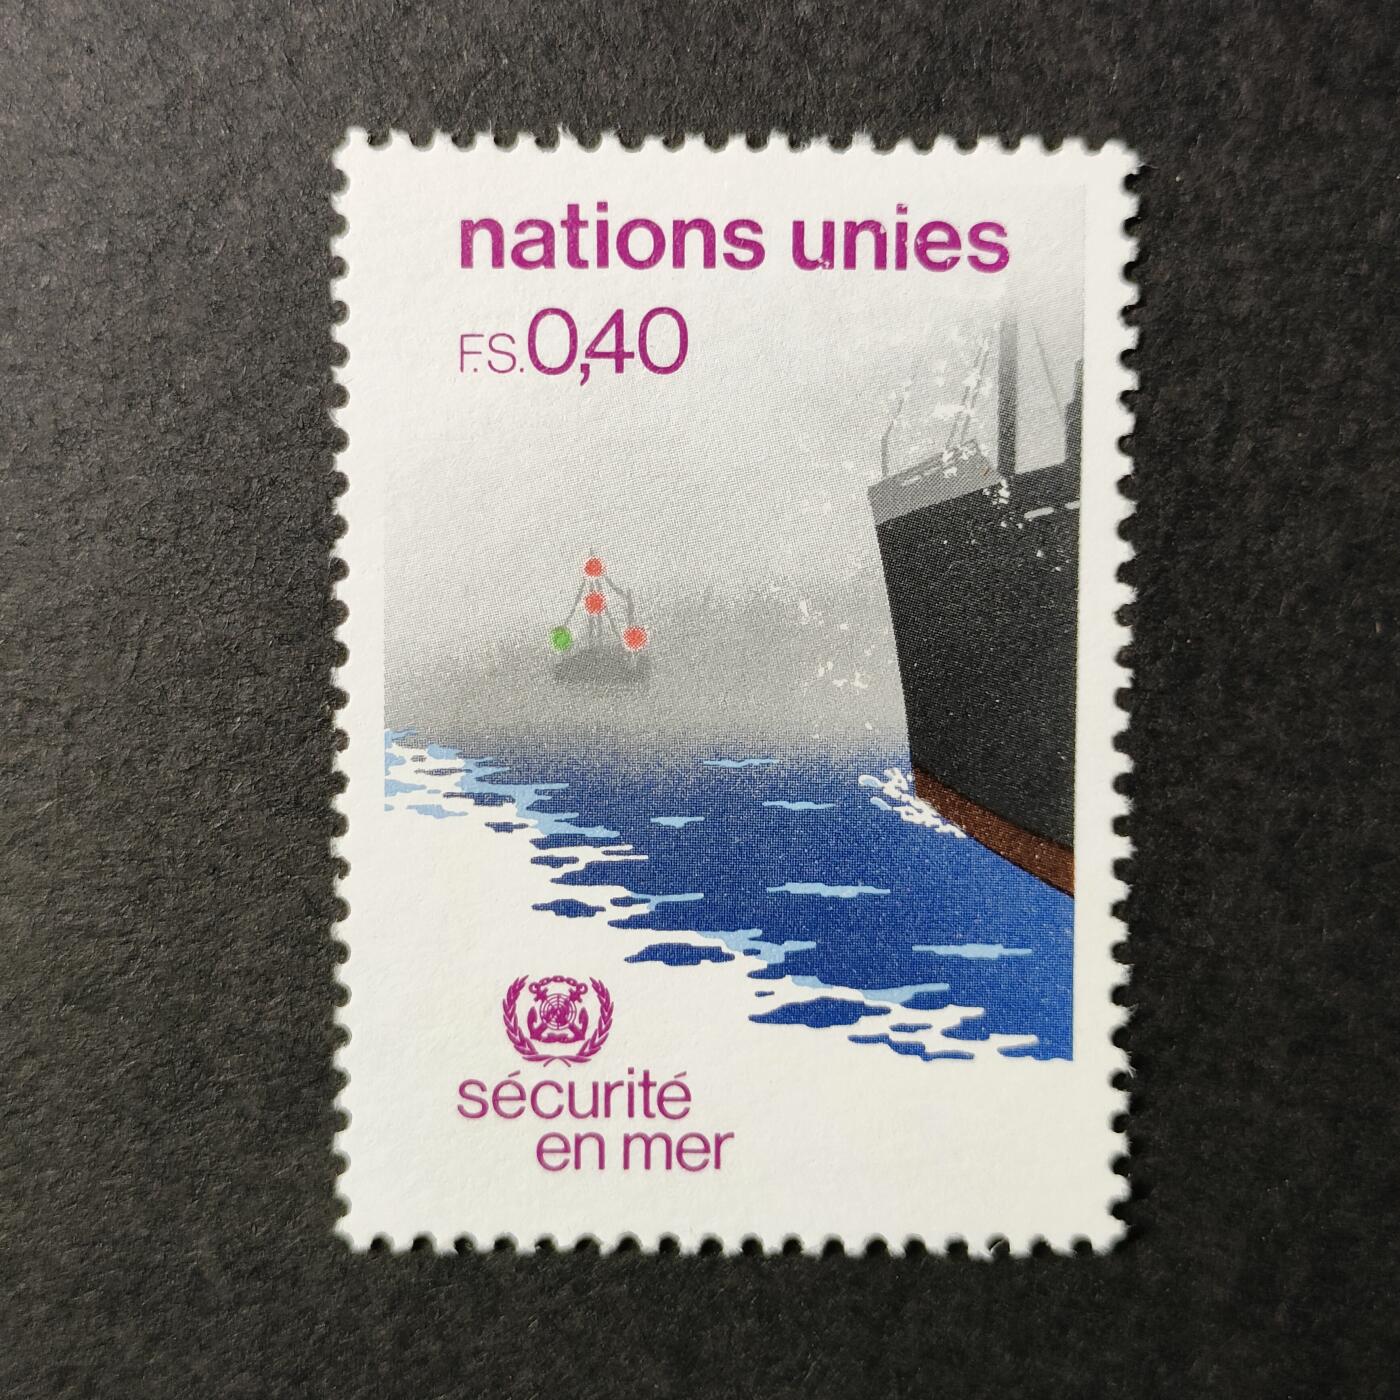 nations unies
F.S.0,40
sécurité
en mer